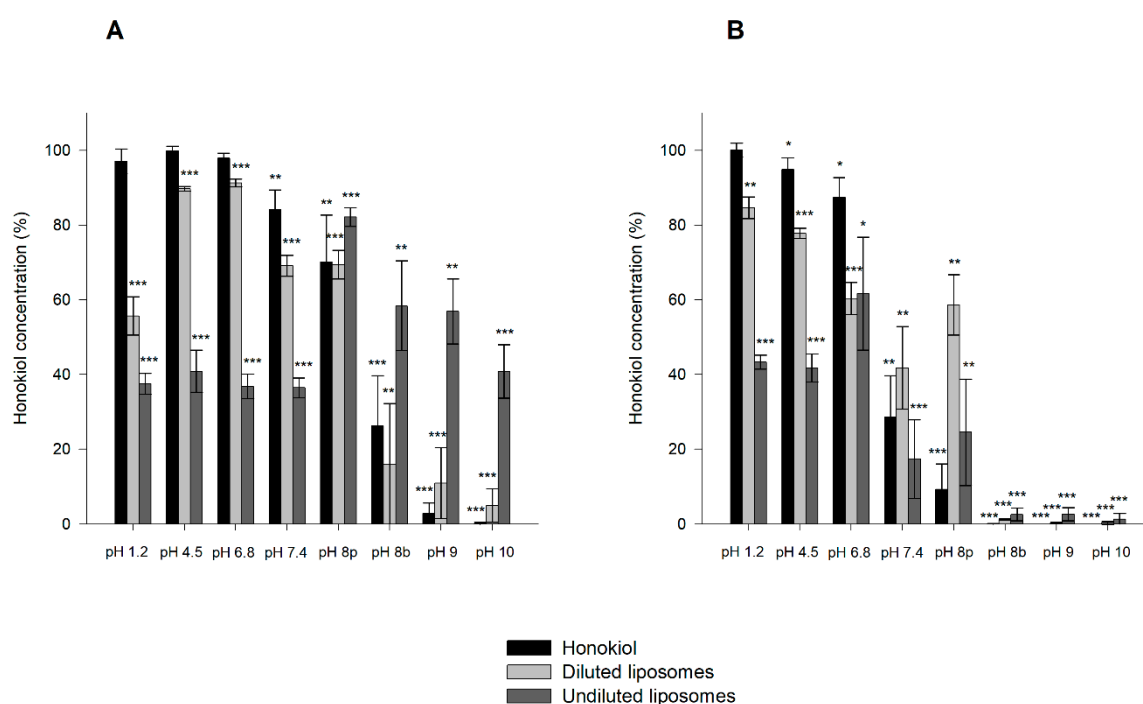 A
B
Honokiol concentration (%)
100
80
60
40
20
0
***
***
***
***
***
***
**
***
***
**
***
***
***
**
**
***
***
**
***
***
***
pH 1.2
pH 4.5
pH 6.8
pH 7.4
pH 8p
pH 8b
pH 9
pH 10
Honokiol concentration (%)
100
80
60
40
20
0
**
***
*
***
***
*
***
*
**
**
***
***
**
**
***
***
***
***
***
***
***
***
***
pH 1.2
pH 4.5
pH 6.8
pH 7.4
pH 8p
pH 8b
pH 9
pH 10
Honokiol
Diluted liposomes
Undiluted liposomes